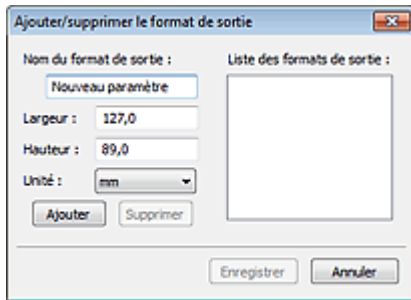 Ajouter/supprimer le format de sortie
Nom du format de sortie :
Liste des formats de sortie :
Nouveau paramètre
Largeur : 127,0
Hauteur : 89,0
Unité : mm
Ajouter Supprimer
Enregistrer Annuler